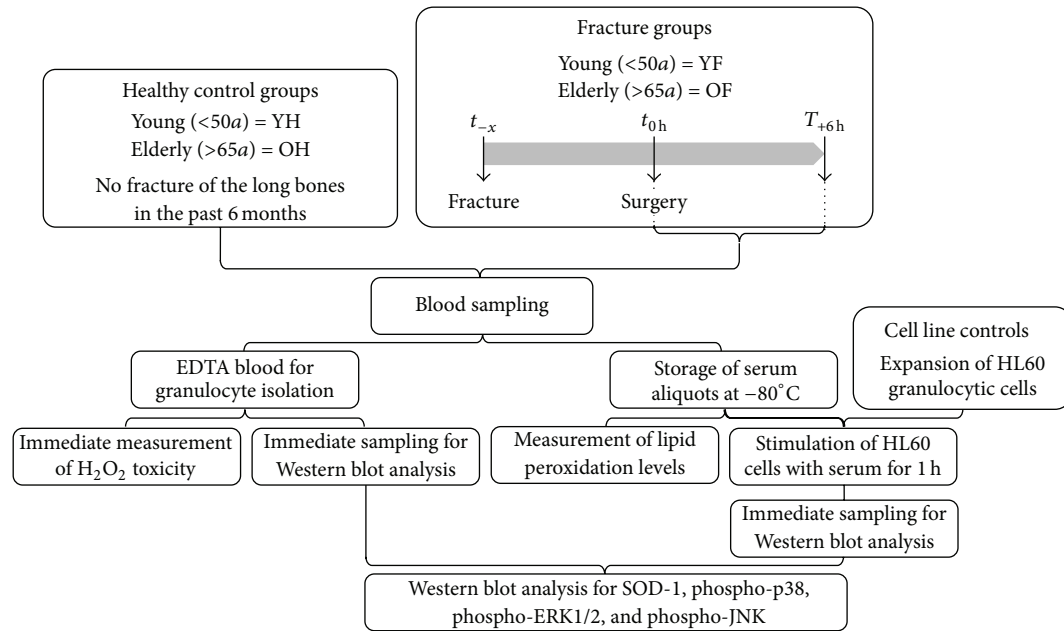 Healthy control groups
Young (<50a) = YH
Elderly (>65a) = OH
No fracture of the long bones
in the past 6 months
Fracture groups
Young (<50a) = YF
Elderly (>65a) = OF
t−x
t0 h
T+6 h
Fracture
Surgery
Blood sampling
EDTA blood for
granulocyte isolation
Storage of serum
aliquots at −80°C
Cell line controls
Expansion of HL60
granulocytic cells
Immediate measurement
of H₂O₂ toxicity
Immediate sampling for
Western blot analysis
Measurement of lipid
peroxidation levels
Stimulation of HL60
cells with serum for 1 h
Immediate sampling for
Western blot analysis
Western blot analysis for SOD-1, phospho-p38,
phospho-ERK1/2, and phospho-JNK